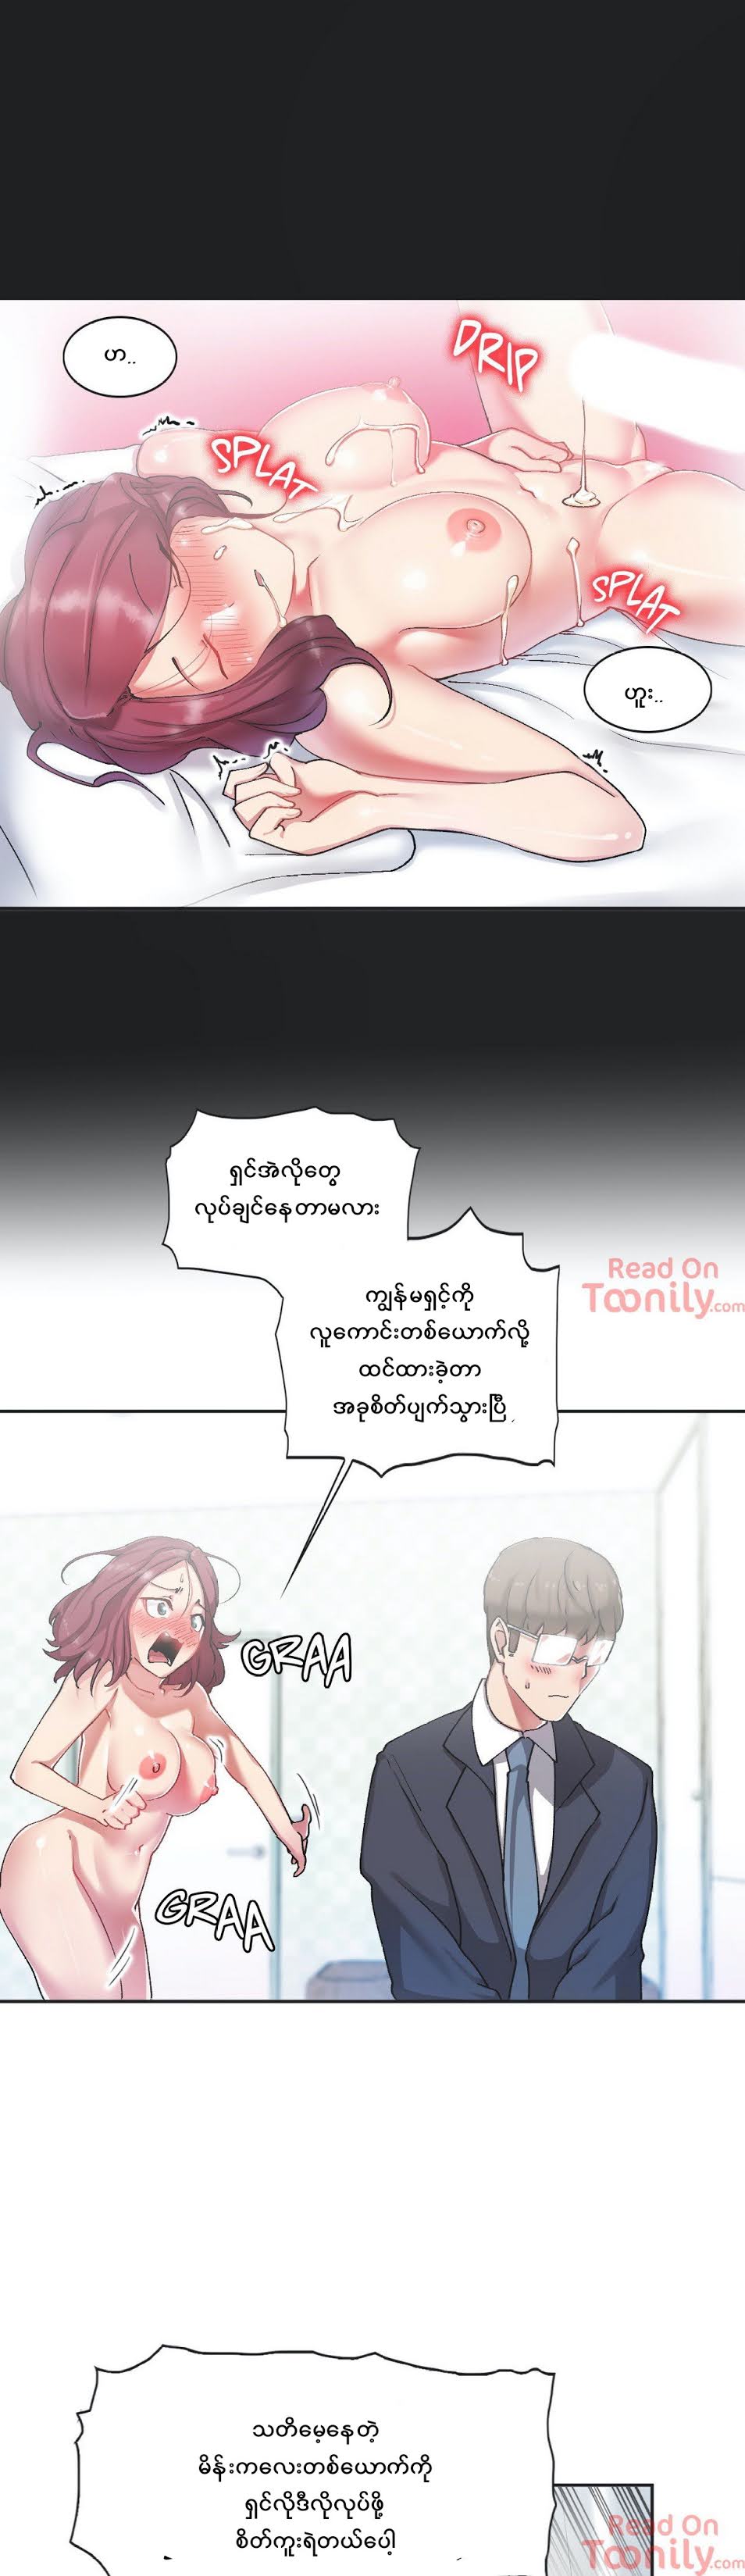 ဟ..
DRIP
SPLAT
SPLAT
ဟူး..
ရှင်အဲလိုတွေ
လုပ်ချင်နေတာမလား
Read On
Toonily.com
ကျွန်မရှင့်ကို
လူကောင်းတစ်ယောက်လို့
ထင်ထားခဲ့တာ
အခုစိတ်ပျက်သွားပြီ
GRAA
GRAA
သတိမေ့နေတဲ့
မိန်းကလေးတစ်ယောက်ကို
ရှင်လိုဒီလိုလုပ်ဖို့
စိတ်ကူးရဲတယ်ပေါ့
Read On
Toonily.com